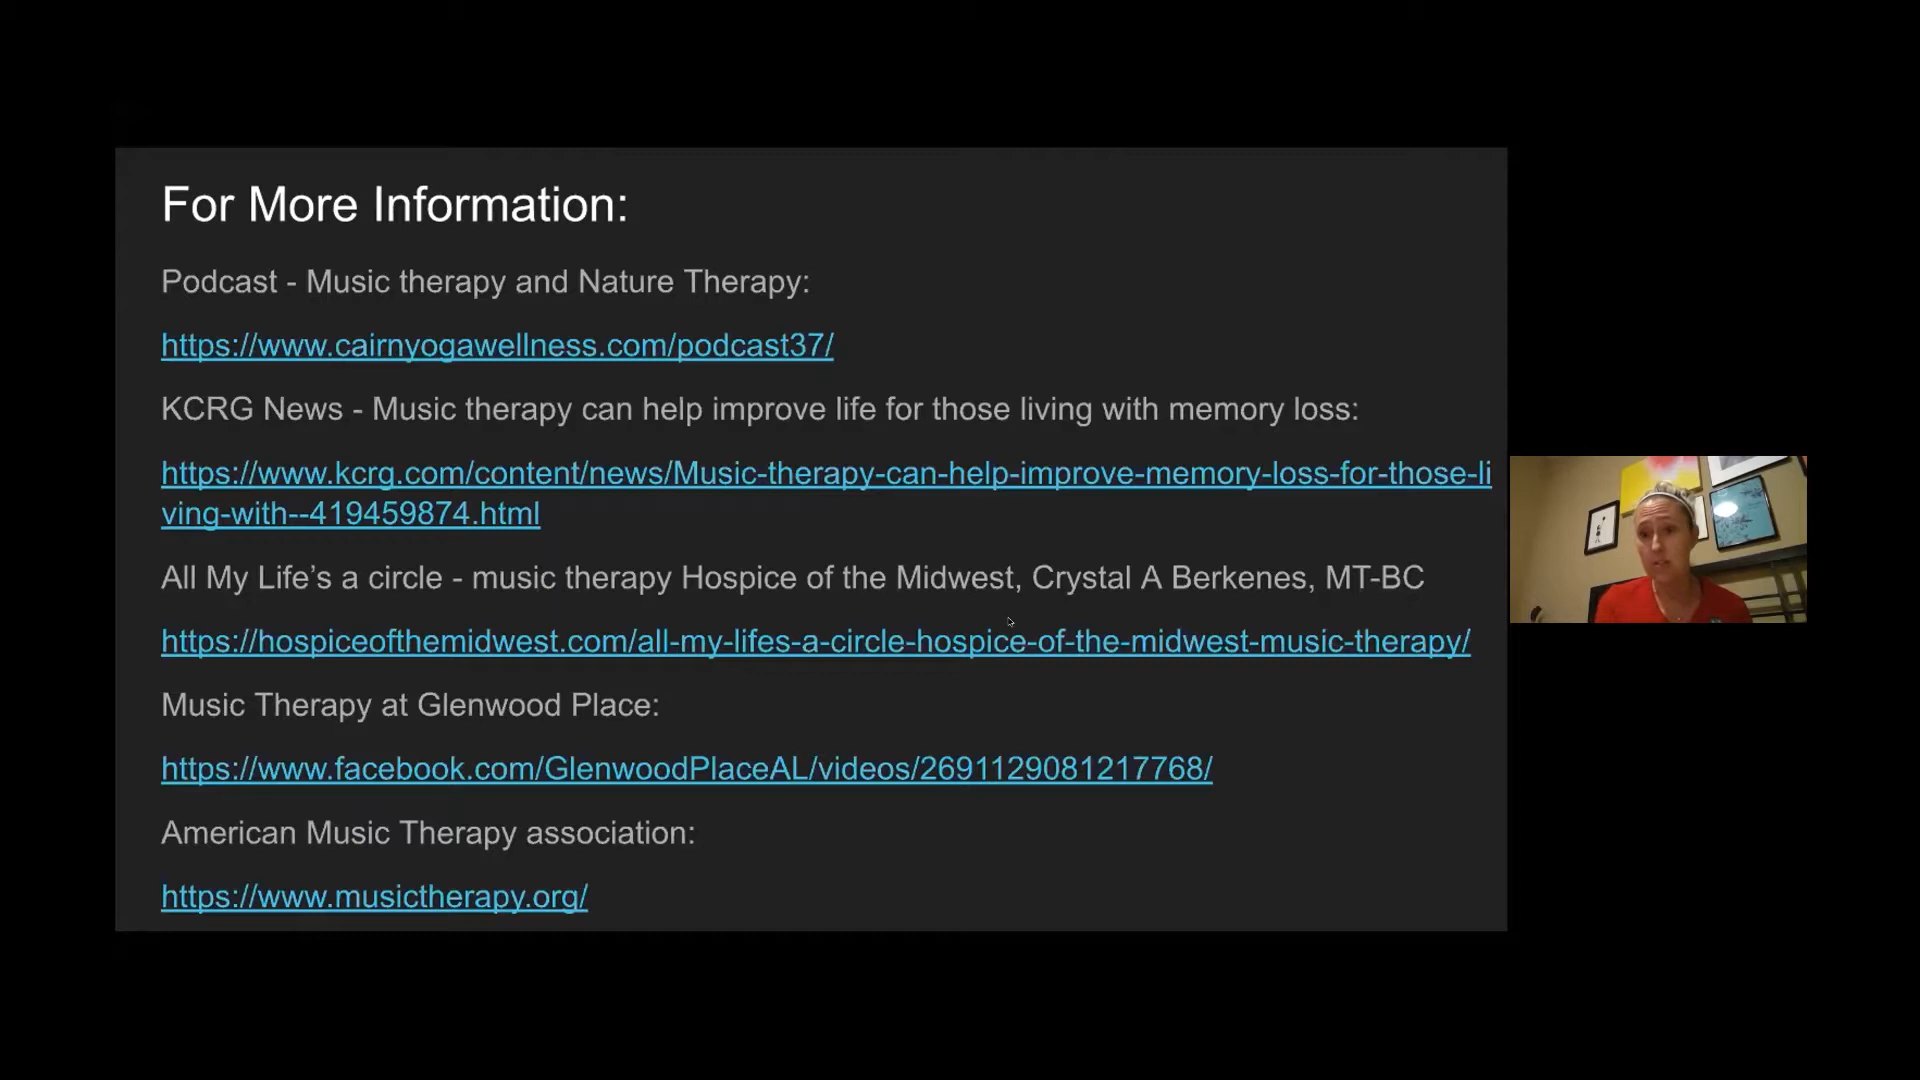 For More Information:
Podcast - Music therapy and Nature Therapy:
https://www.cairnyogawellness.com/podcast37/
KCRG News - Music therapy can help improve life for those living with memory loss:
https://www.kcrg.com/content/news/Music-therapy-can-help-improve-memory-loss-for-those-li
ving-with--419459874.html
All My Life’s a circle - music therapy Hospice of the Midwest, Crystal A Berkenes, MT-BC
https://hospiceofthemidwest.com/all-my-lifes-a-circle-hospice-of-the-midwest-music-therapy/
Music Therapy at Glenwood Place:
https://www.facebook.com/GlenwoodPlaceAL/videos/2691129081217768/
American Music Therapy association:
https://www.musictherapy.org/